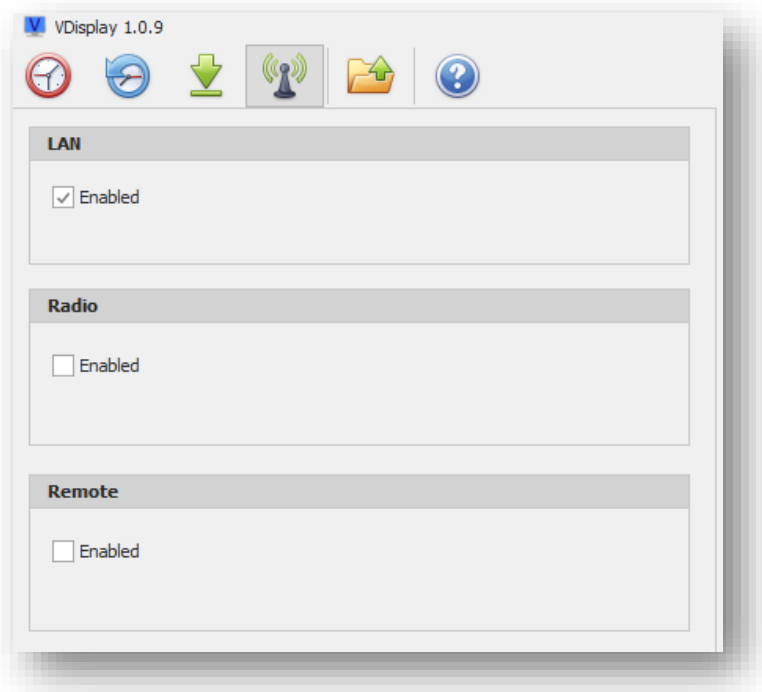 V VDisplay 1.0.9
?
LAN
Enabled
Radio
Enabled
Remote
Enabled